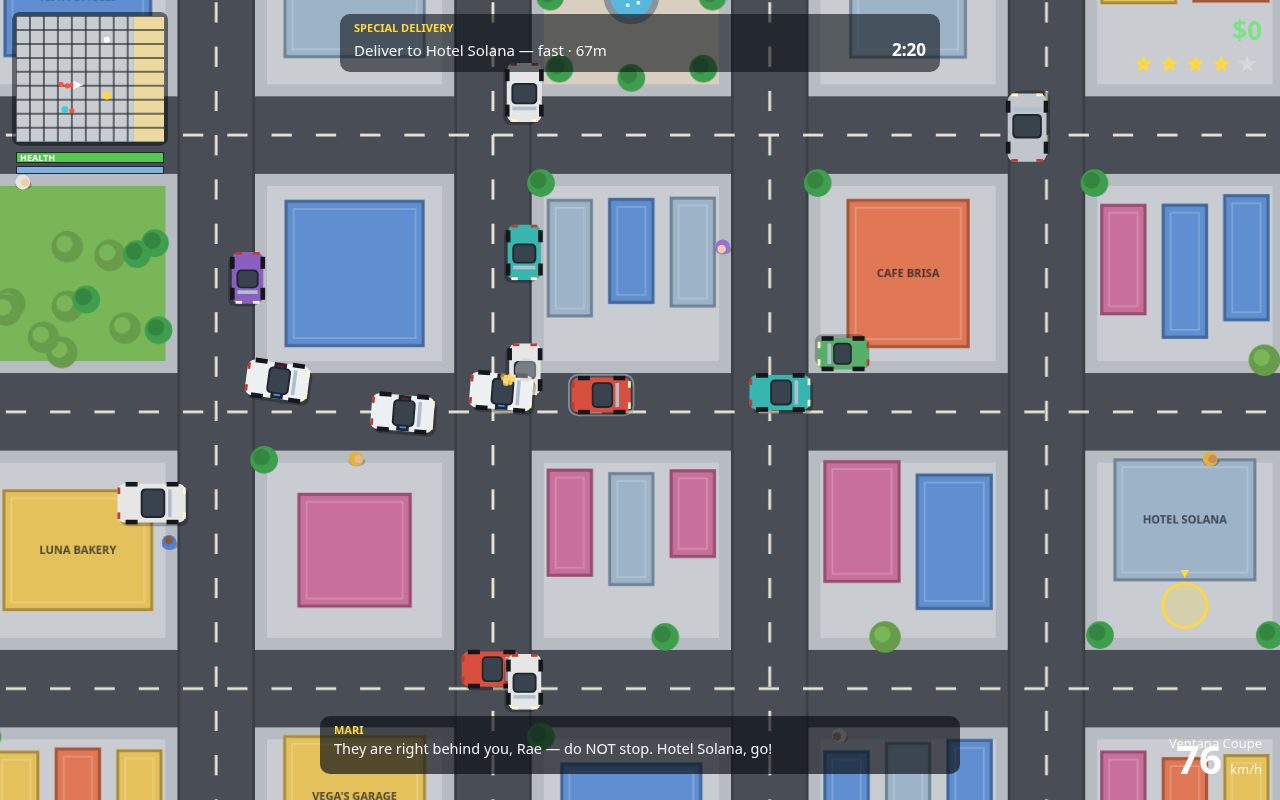 SPECIAL DELIVERY
Deliver to Hotel Solana — fast · 67m
2:20
$0
HEALTH
CAFE BRISA
HOTEL SOLANA
LUNA BAKERY
MARI
They are right behind you, Rae — do NOT stop. Hotel Solana, go!
Ventana Coupe
76 km/h
VEGA'S GARAGE